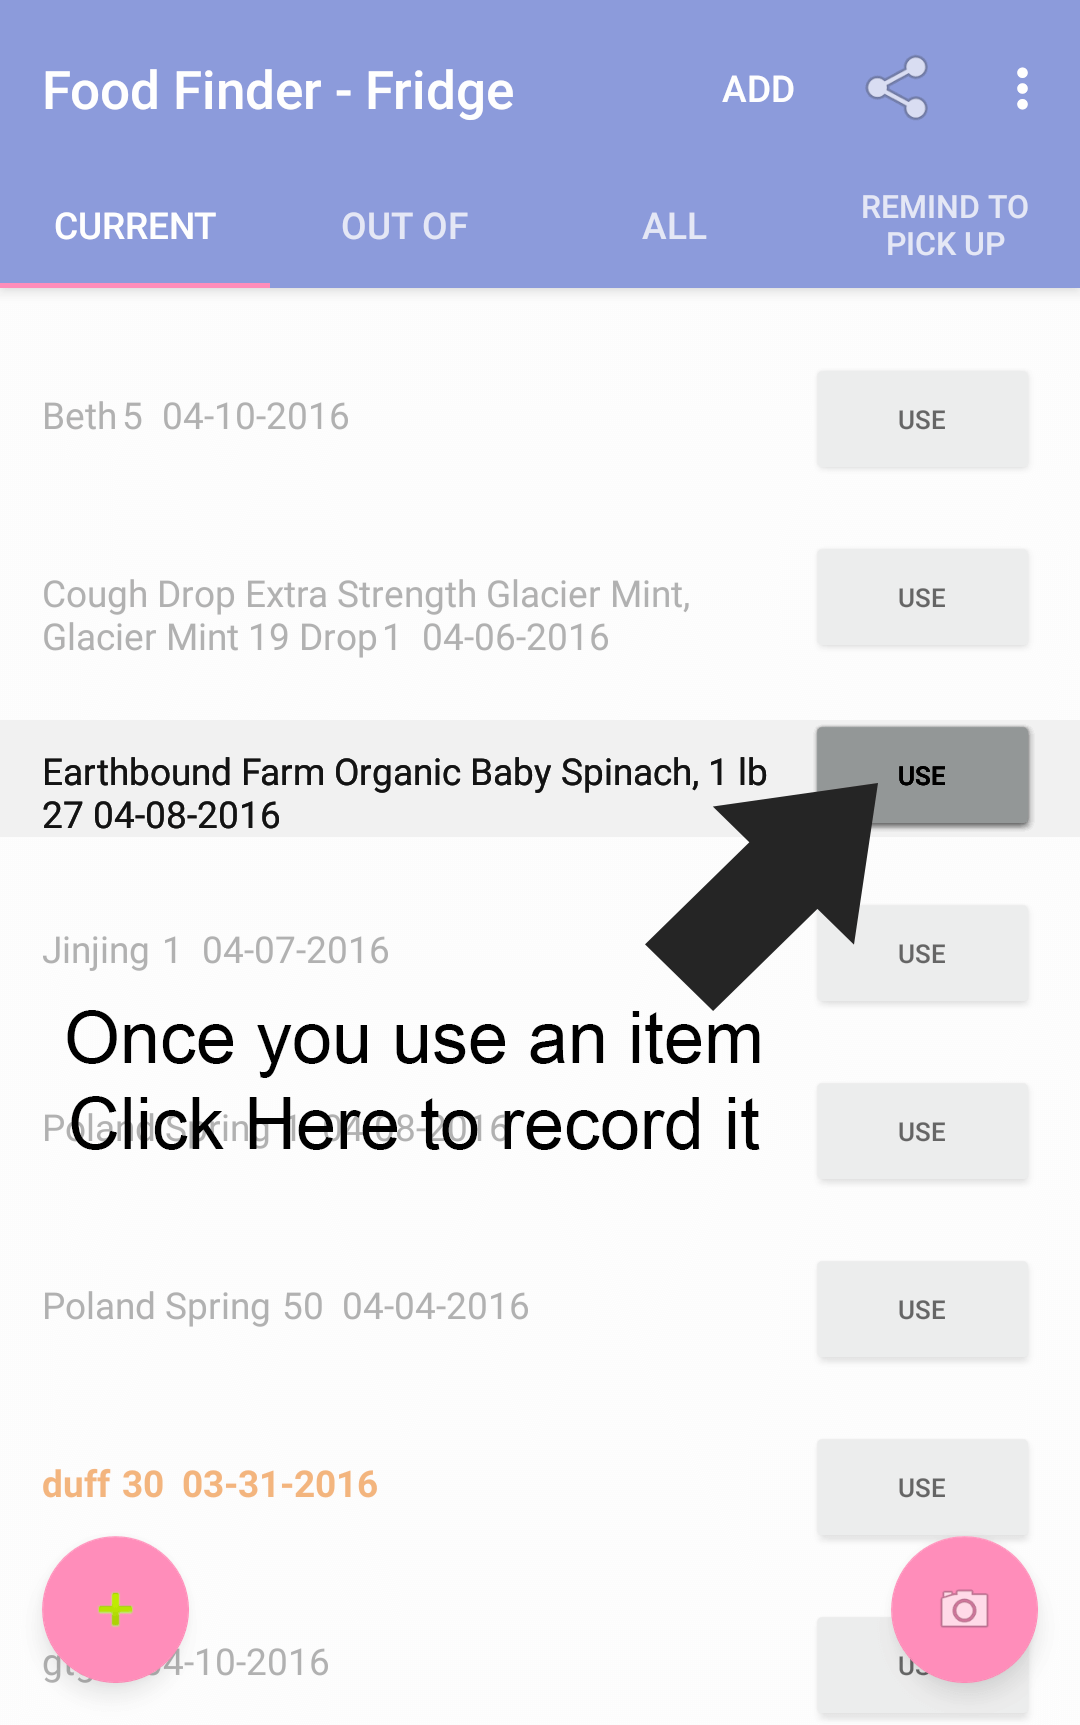 Food Finder - Fridge ADD
CURRENT OUT OF ALL REMIND TO PICK UP
Beth 5 04-10-2016 USE
Cough Drop Extra Strength Glacier Mint,
Glacier Mint 19 Drop 1 04-06-2016 USE
Earthbound Farm Organic Baby Spinach, 1 lb
27 04-08-2016 USE
Jinjing 1 04-07-2016 USE
Once you use an item
Click Here to record it
Poland Spring 1 04-08-2016 USE
Poland Spring 50 04-04-2016 USE
duff 30 03-31-2016 USE
4-10-2016